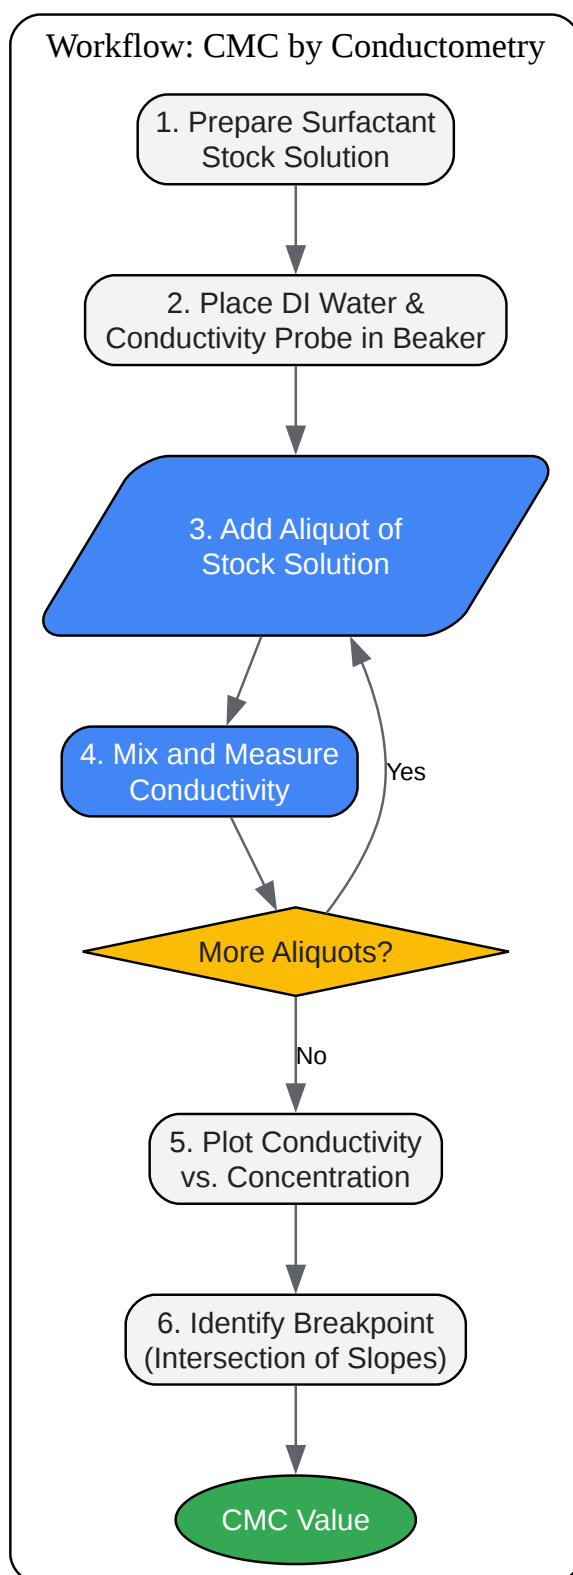 Workflow: CMC by Conductometry
1. Prepare Surfactant
Stock Solution
2. Place DI Water &
Conductivity Probe in Beaker
3. Add Aliquot of
Stock Solution
4. Mix and Measure
Conductivity
Yes
More Aliquots?
No
5. Plot Conductivity
vs. Concentration
6. Identify Breakpoint
(Intersection of Slopes)
CMC Value